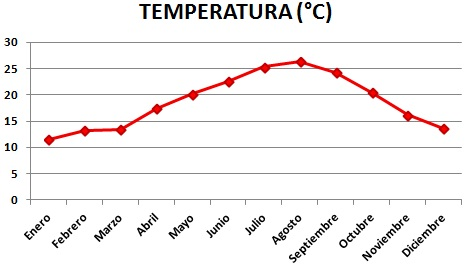 TEMPERATURA (°C)
30
25
20
15
10
5
0
Enero
Febrero
Marzo
Abril
Mayo
Junio
Julio
Agosto
Septiembre
Octubre
Noviembre
Diciembre